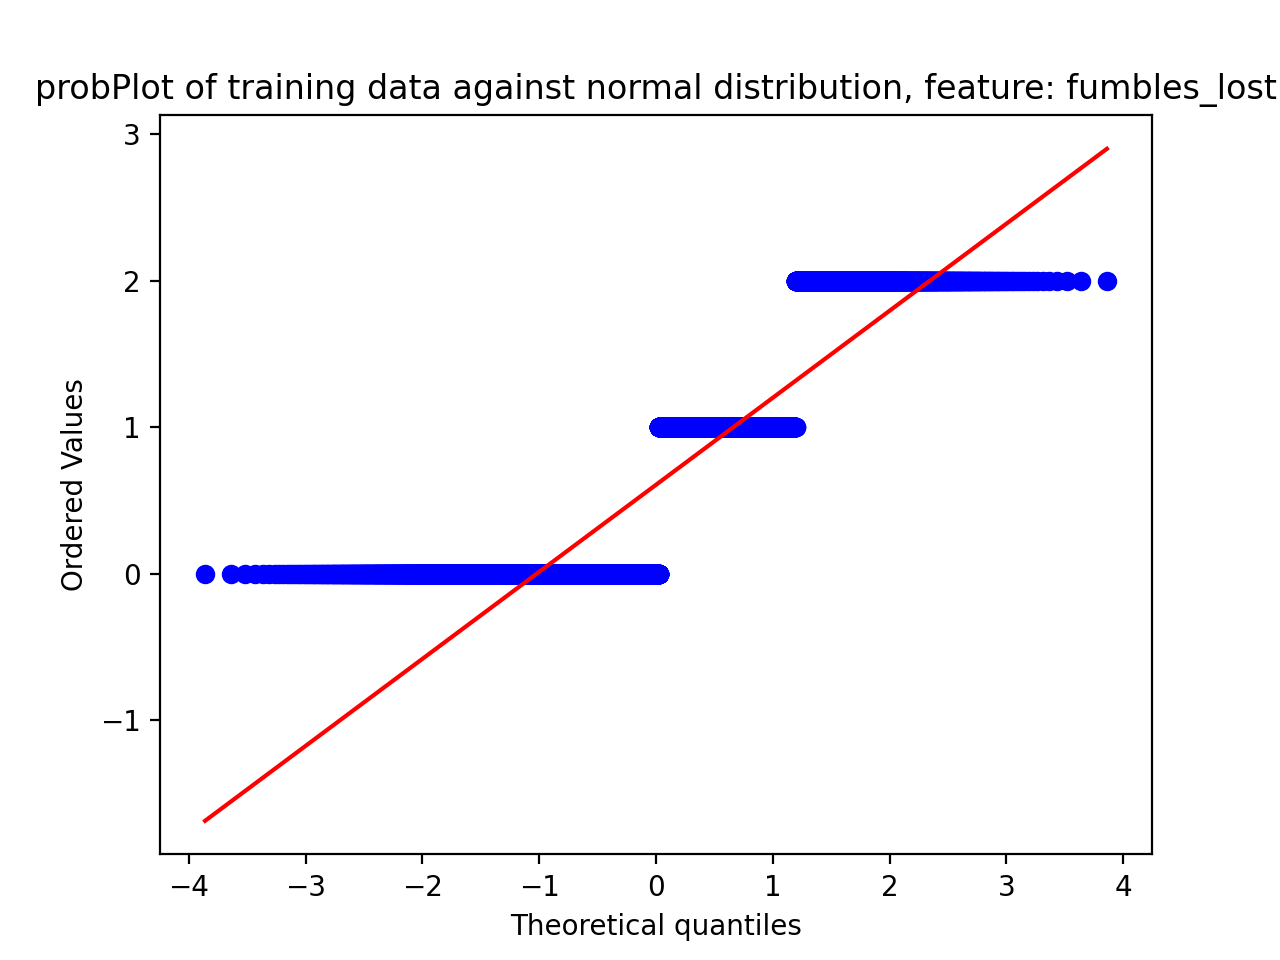 probPlot of training data against normal distribution, feature: fumbles_lost
3
2
1
0
−1
Ordered Values
−4 −3 −2 −1 0 1 2 3 4
Theoretical quantiles